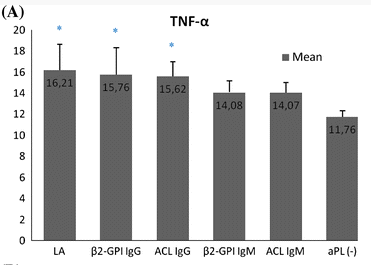 (A)
TNF-α
*
*
*
20
18
16
14
12
10
8
6
4
2
0
Mean
16,21
15,76
15,62
14,08
14,07
11,76
LA
β2-GPI IgG
ACL IgG
β2-GPI IgM
ACL IgM
aPL (-)